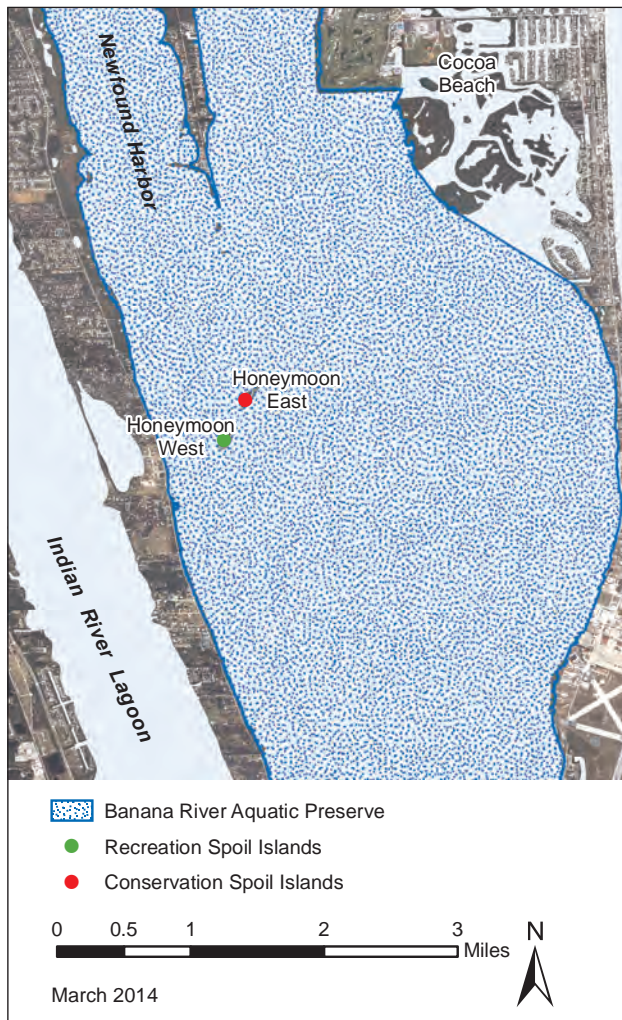 Newfound Harbor
Cocoa
Beach
Honeymoon
East
Honeymoon
West
Indian River Lagoon
Banana River Aquatic Preserve
Recreation Spoil Islands
Conservation Spoil Islands
0 0.5 1 2 3
Miles
N
March 2014